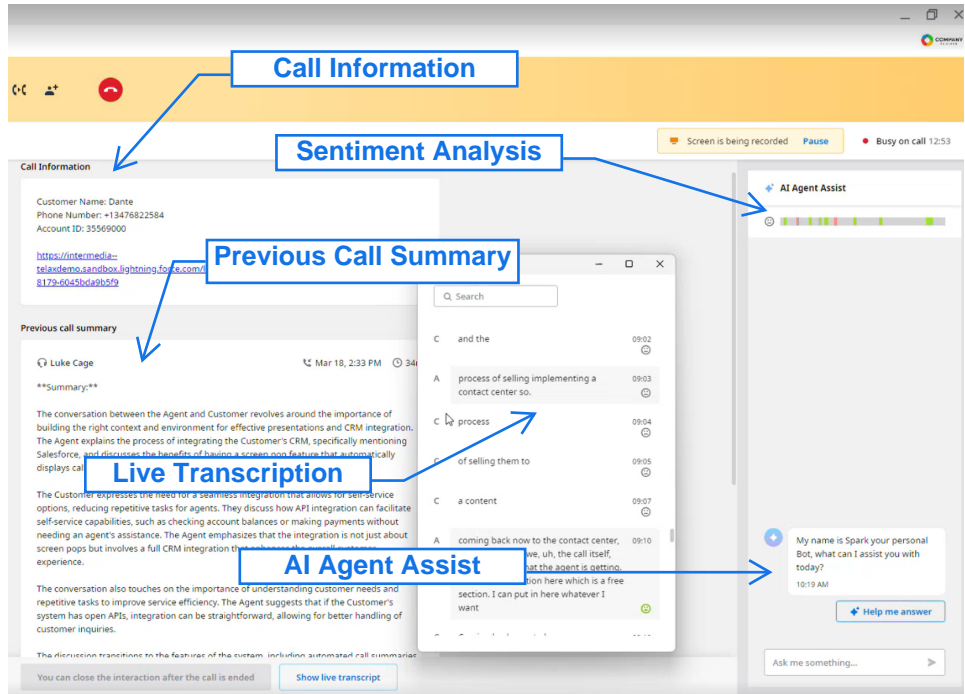 COMPANY
Call Information
Screen is being recorded Pause
Busy on call 12:53
Sentiment Analysis
Call Information
AI Agent Assist
Customer Name: Dante
Phone Number: +13476822584
Account ID: 35569000
https://intermedia--
telaxdemo.sandbox.lightning.force.com/
8179-6045bda9b5f9
Previous Call Summary
Search
Previous call summary
Luke Cage Mar 18, 2:33 PM
**Summary:**
The conversation between the Agent and Customer revolves around the importance of
building the right context and environment for effective presentations and CRM integration.
The Agent explains the process of integrating the Customer's CRM, specifically mentioning
Salesforce, and discusses the benefits of having a screen pop feature that automatically
displays
The Customer expresses the need for a seamless integration that allows for self-service
options, reducing repetitive tasks for agents. They discuss how API integration can facilitate
self-service capabilities, such as checking account balances or making payments without
needing an agent's assistance. The Agent emphasizes that the integration is not just about
screen pops but involves a full CRM integration that
experience.
The conversation also touches on the importance of understanding customer needs and
repetitive tasks to improve service efficiency. The Agent suggests that if the Customer's
system has open APIs, integration can be straightforward, allowing for better handling of
customer inquiries.
The discussion transitions to the features of the system, including automated call summaries
C and the 09:02
A process of selling implementing a 09:03
contact center so.
C process 09:04
C of selling them to 09:05
C a content 09:07
A coming back now to the contact center, 09:10
we, uh, the call itself,
that the agent is getting.
here which is a free
section. I can put in here whatever I
want
Live Transcription
AI Agent Assist
My name is Spark your personal
Bot, what can I assist you with
today?
10:19 AM
Help me answer
Ask me something...
You can close the interaction after the call is ended
Show live transcript